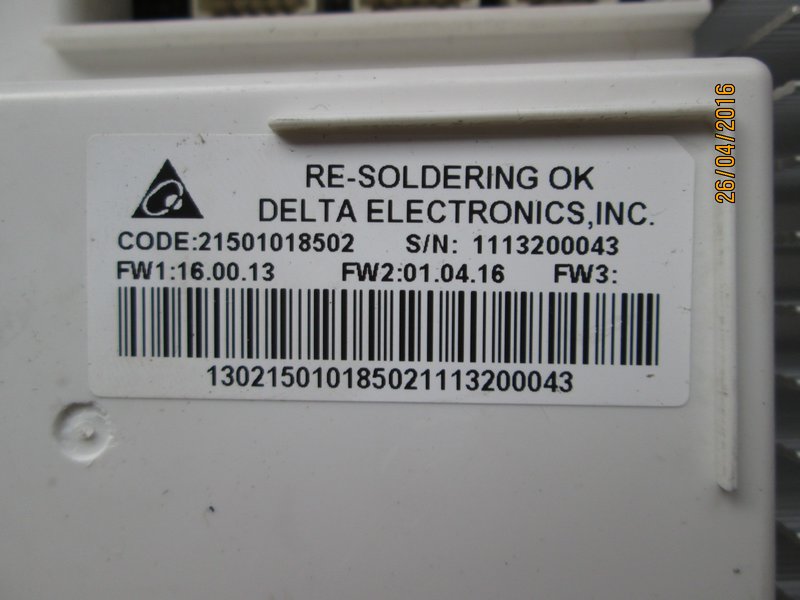 RE-SOLDERING OK
DELTA ELECTRONICS,INC.
CODE:21501018502 S/N: 1113200043
FW1:16.00.13 FW2:01.04.16 FW3:
130215010185021113200043
26/04/2016